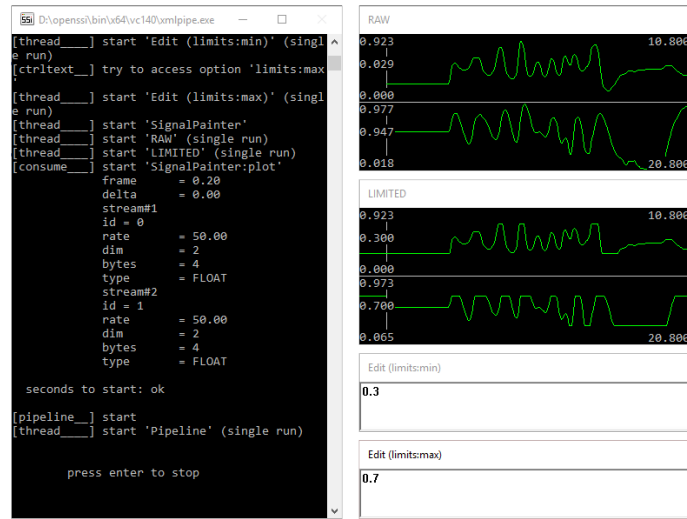 SSI D:\openssi\bin\x64\vc140\xmlpipe.exe
[thread____] start 'Edit (limits:min)' (singl
e run)
[ctrltext__] try to access option 'limits:max
'
[thread____] start 'Edit (limits:max)' (singl
e run)
[thread____] start 'SignalPainter'
[thread____] start 'RAW' (single run)
[thread____] start 'LIMITED' (single run)
[consume___] start 'SignalPainter:plot'
frame = 0.20
delta = 0.00
stream#1
id = 0
rate = 50.00
dim = 2
bytes = 4
type = FLOAT
stream#2
id = 1
rate = 50.00
dim = 2
bytes = 4
type = FLOAT
seconds to start: ok
[pipeline__] start
[thread____] start 'Pipeline' (single run)
press enter to stop
RAW
0.923 10.800
0.029
0.000
0.977
0.947
0.018 20.800
LIMITED
0.923 10.800
0.300
0.000
0.973
0.700
0.065 20.800
Edit (limits:min)
0.3
Edit (limits:max)
0.7